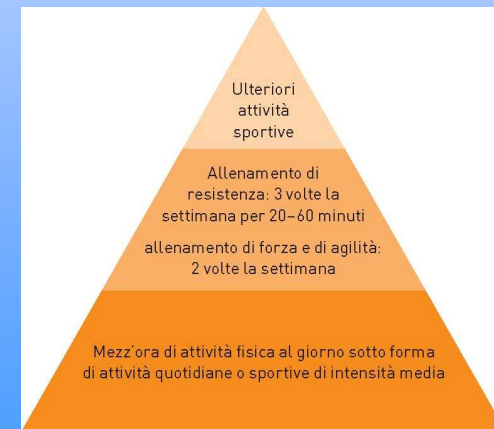 Ulteriori
attività
sportive
Allenamento di
resistenza: 3 volte la
settimana per 20–60 minuti
allenamento di forza e di agilità:
2 volte la settimana
Mezz'ora di attività fisica al giorno sotto forma
di attività quotidiane o sportive di intensità media